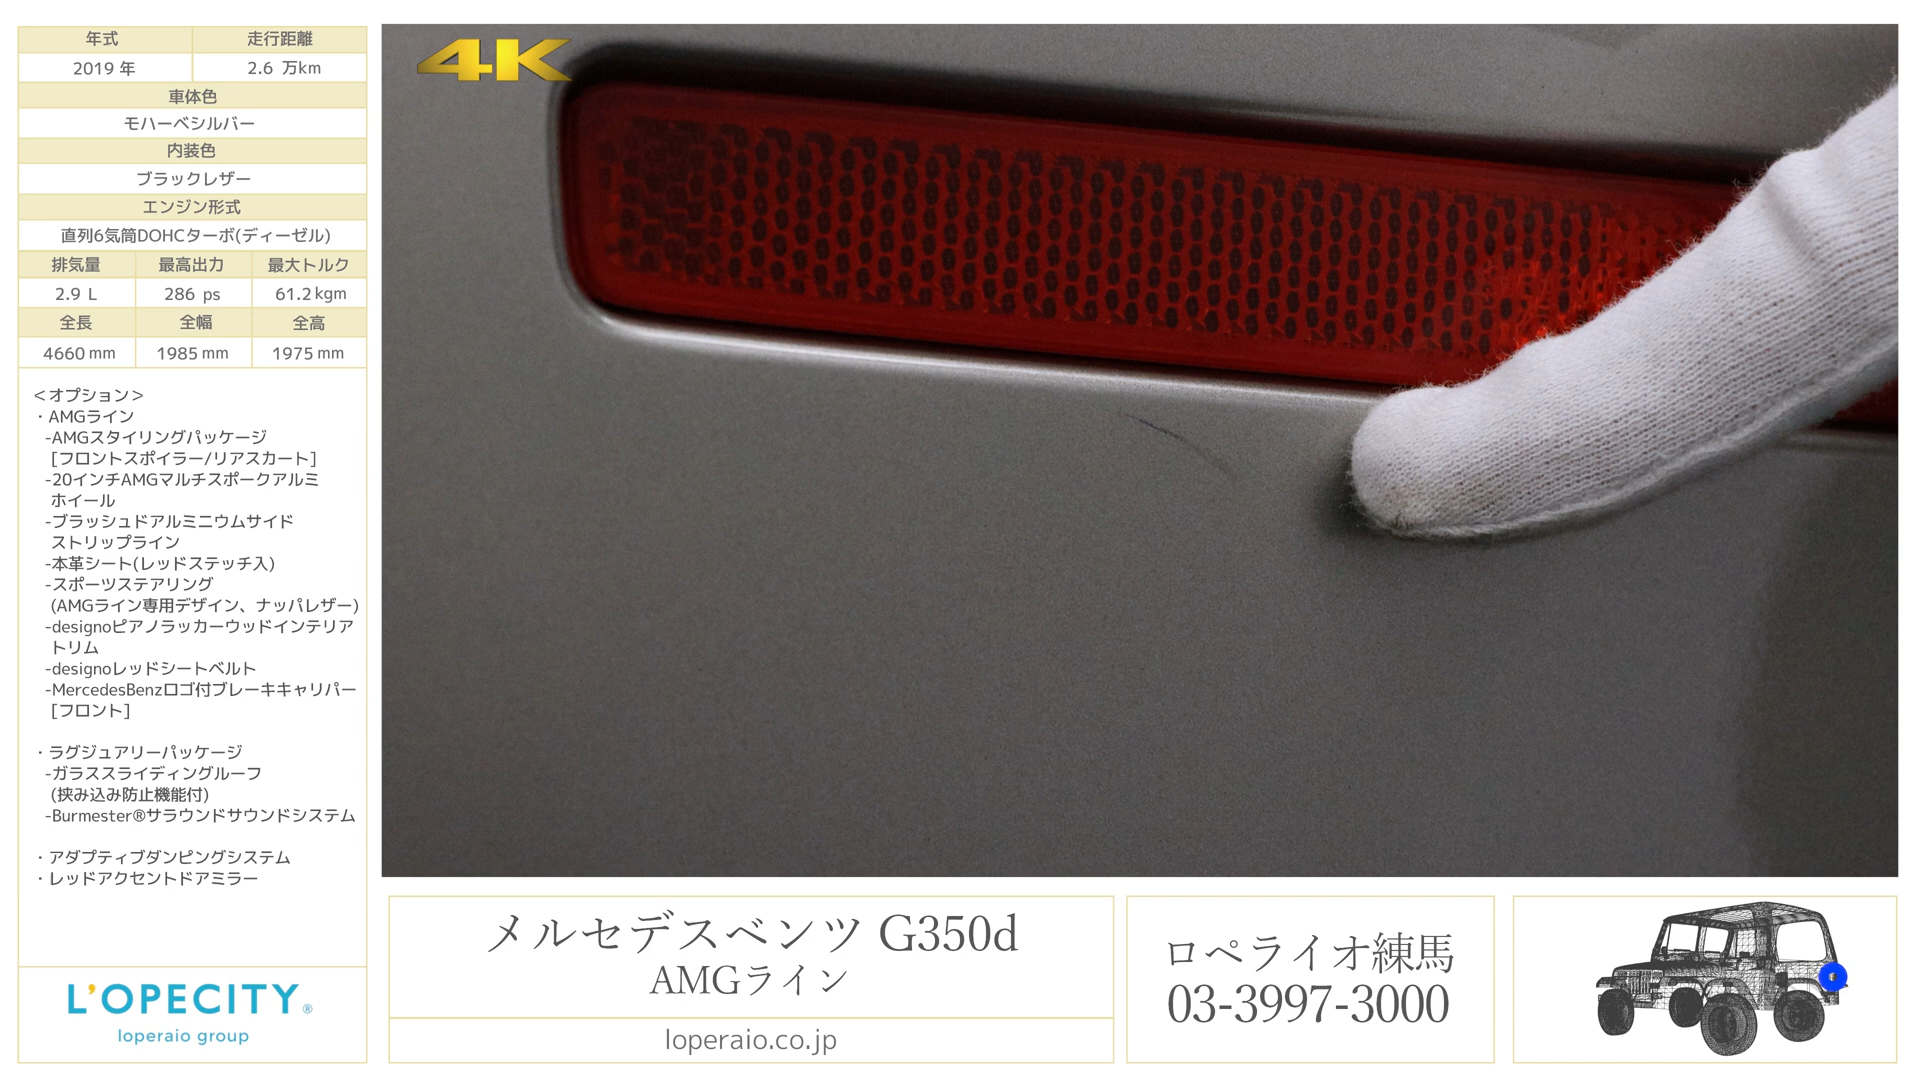 年式 走行距離
2019 年 2.6 万km
車体色
モハーベシルバー
内装色
ブラックレザー
エンジン形式
直列6気筒DOHCターボ(ディーゼル)
排気量 最高出力 最大トルク
2.9 L 286 ps 61.2 kgm
全長 全幅 全高
4660 mm 1985 mm 1975 mm
＜オプション＞
・AMGライン
-AMGスタイリングパッケージ
[フロントスポイラー/リアスカート]
-20インチAMGマルチスポークアルミ
ホイール
-ブラッシュドアルミニウムサイド
ストリップライン
-本革シート(レッドステッチ入)
-スポーツステアリング
(AMGライン専用デザイン、ナッパレザー)
-designoピアノラッカーウッドインテリア
トリム
-designoレッドシートベルト
-MercedesBenzロゴ付ブレーキキャリパー
[フロント]
・ラグジュアリーパッケージ
-ガラススライディングルーフ
(挟み込み防止機能付)
-Burmester®サラウンドサウンドシステム
・アダプティブダンピングシステム
・レッドアクセントドアミラー
L'OPECITY®
loperaio group
4K
メルセデスベンツ G350d
AMGライン
loperaio.co.jp
ロペライオ練馬
03-3997-3000